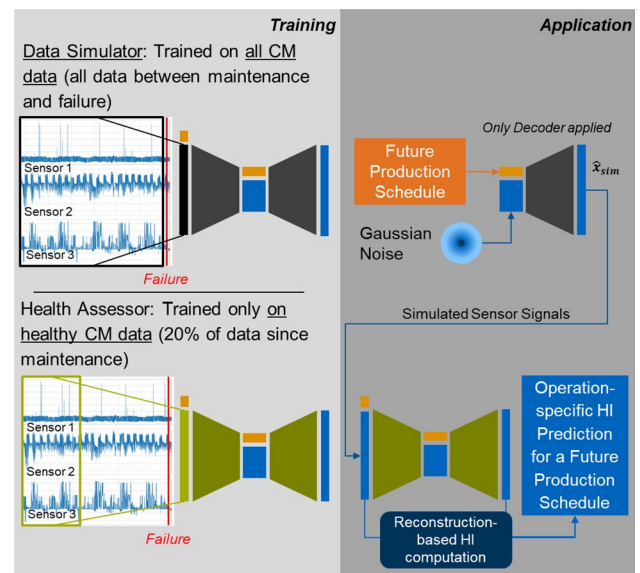 Training
Data Simulator: Trained on all CM
data (all data between maintenance
and failure)
Sensor 1
Sensor 2
Sensor 3
Failure
Health Assessor: Trained only on
healthy CM data (20% of data since
maintenance)
Sensor 1
Sensor 2
Sensor 3
Failure
Application
Only Decoder applied
Future
Production
Schedule
x̂sim
Gaussian
Noise
Simulated Sensor Signals
Operation-
specific HI
Prediction
for a Future
Production
Schedule
Reconstruction-
based HI
computation